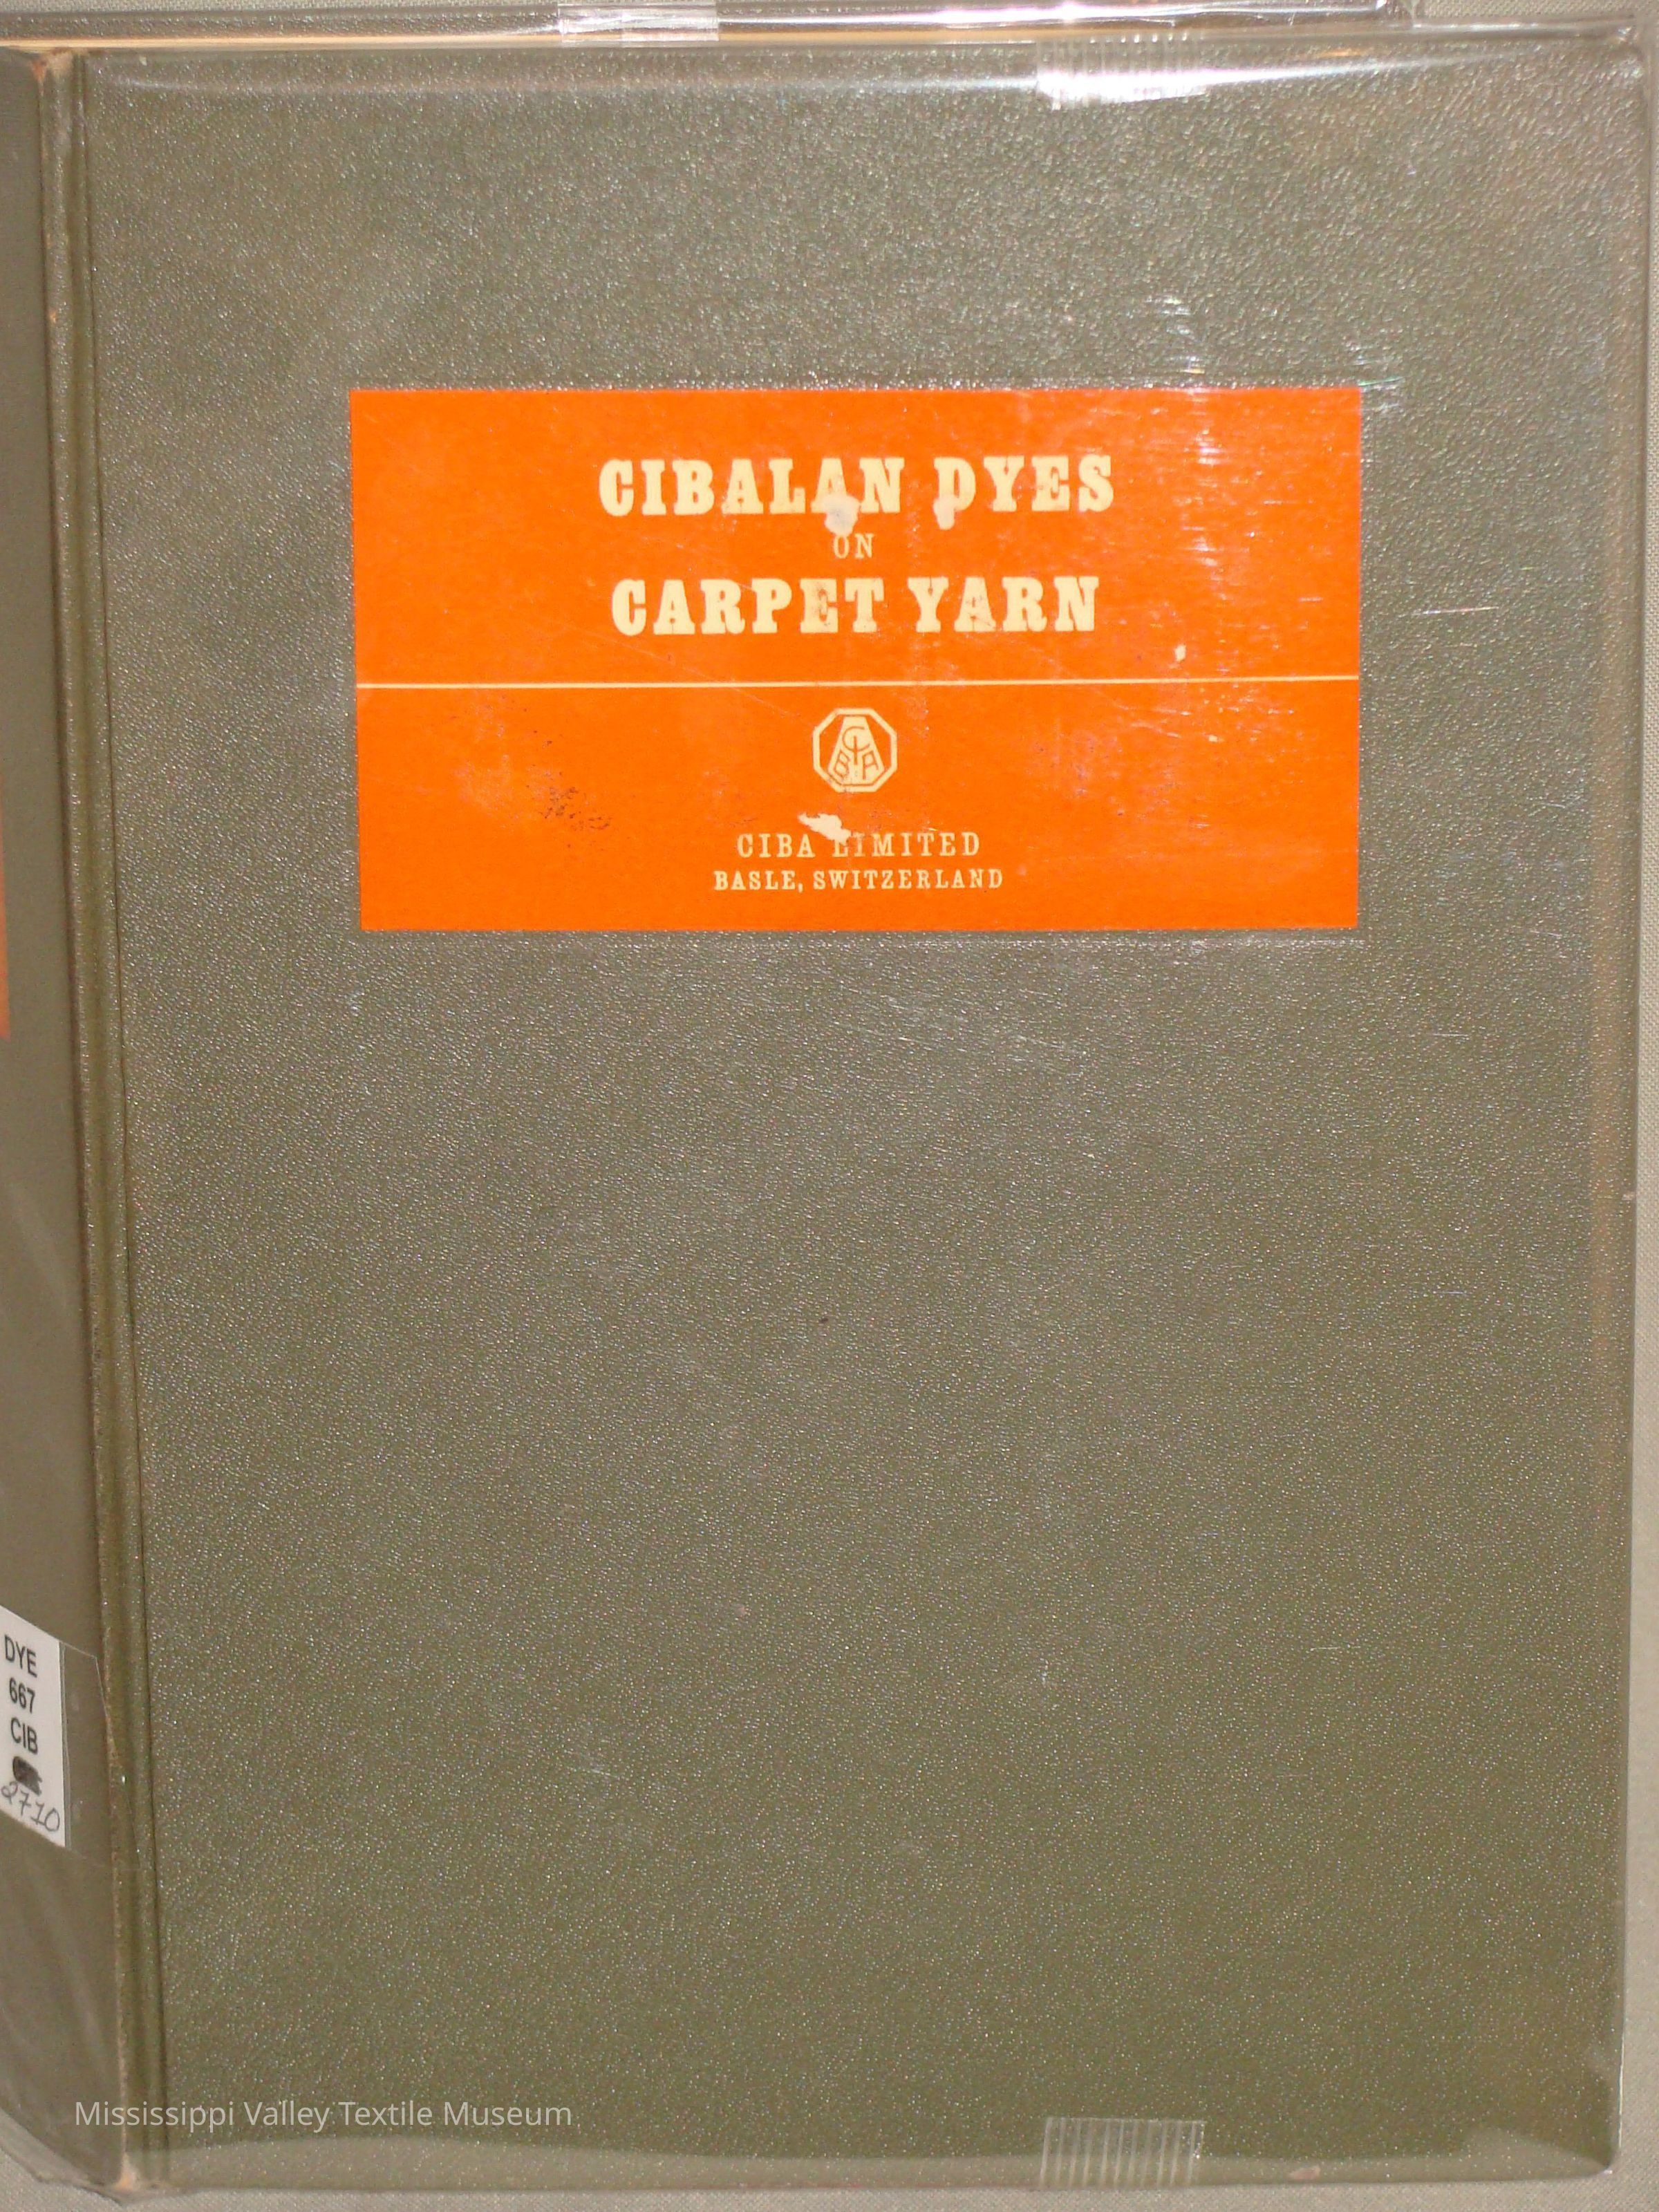 CIBALAN DYES
ON
CARPET YARN
CIBA
CIBA LIMITED
BASLE, SWITZERLAND
DYE
667
CIB
2710
Mississippi Valley Textile Museum